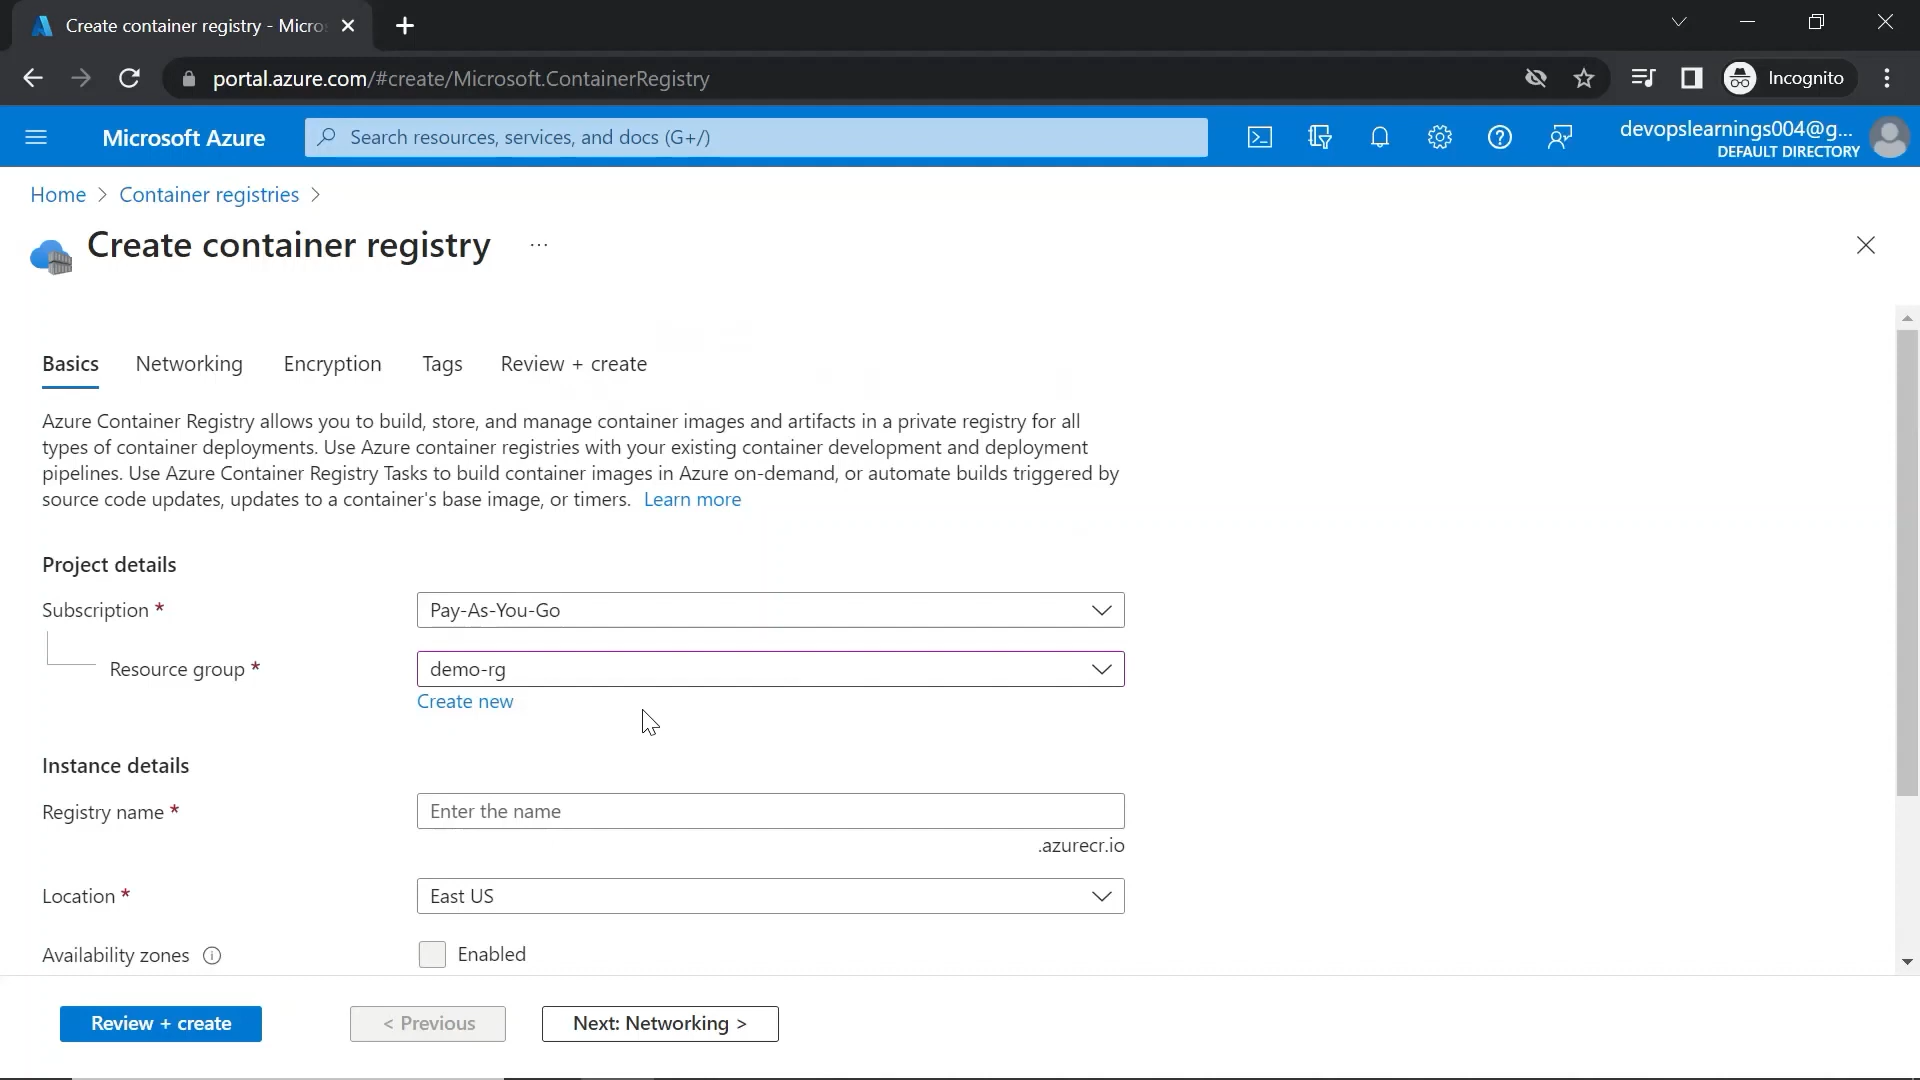 Create container registry - Micro
portal.azure.com/#create/Microsoft.ContainerRegistry
Incognito
Microsoft Azure
Search resources, services, and docs (G+/)
devopslearnings004@g...
DEFAULT DIRECTORY
Home > Container registries >
Create container registry ...
Basics Networking Encryption Tags Review + create
Azure Container Registry allows you to build, store, and manage container images and artifacts in a private registry for all
types of container deployments. Use Azure container registries with your existing container development and deployment
pipelines. Use Azure Container Registry Tasks to build container images in Azure on-demand, or automate builds triggered by
source code updates, updates to a container's base image, or timers. Learn more
Project details
Subscription * Pay-As-You-Go
Resource group * demo-rg
Create new
Instance details
Registry name * Enter the name
.azurecr.io
Location * East US
Availability zones Enabled
Review + create < Previous Next: Networking >